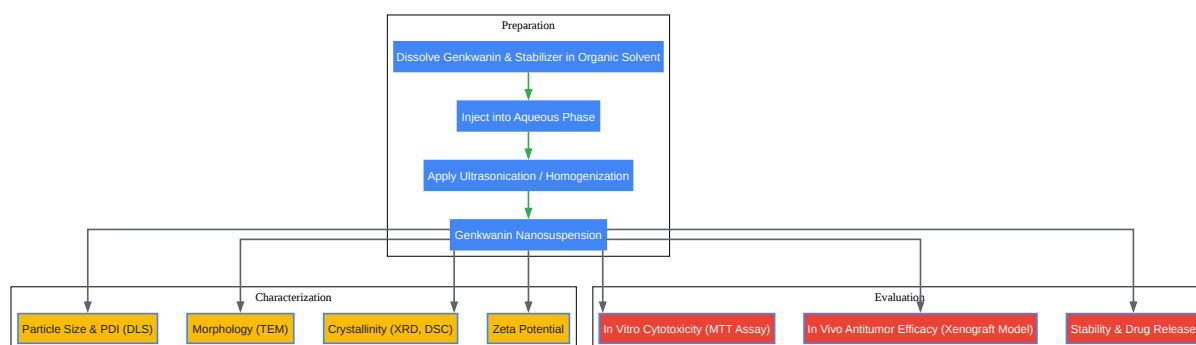 Preparation
Dissolve Genkwanin & Stabilizer in Organic Solvent
Inject into Aqueous Phase
Apply Ultrasonication / Homogenization
Genkwanin Nanosuspension
Characterization
Evaluation
Particle Size & PDI (DLS)
Morphology (TEM)
Crystallinity (XRD, DSC)
Zeta Potential
In Vitro Cytotoxicity (MTT Assay)
In Vivo Antitumor Efficacy (Xenograft Model)
Stability & Drug Release